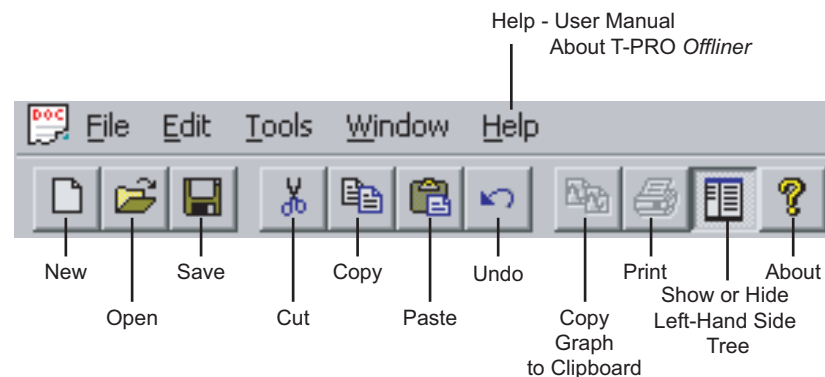 Help - User Manual
About T-PRO Offliner
DOC
File Edit Tools Window Help
New Save Copy Undo Print About
Open Cut Paste
Copy
Graph
to Clipboard
Show or Hide
Left-Hand Side
Tree